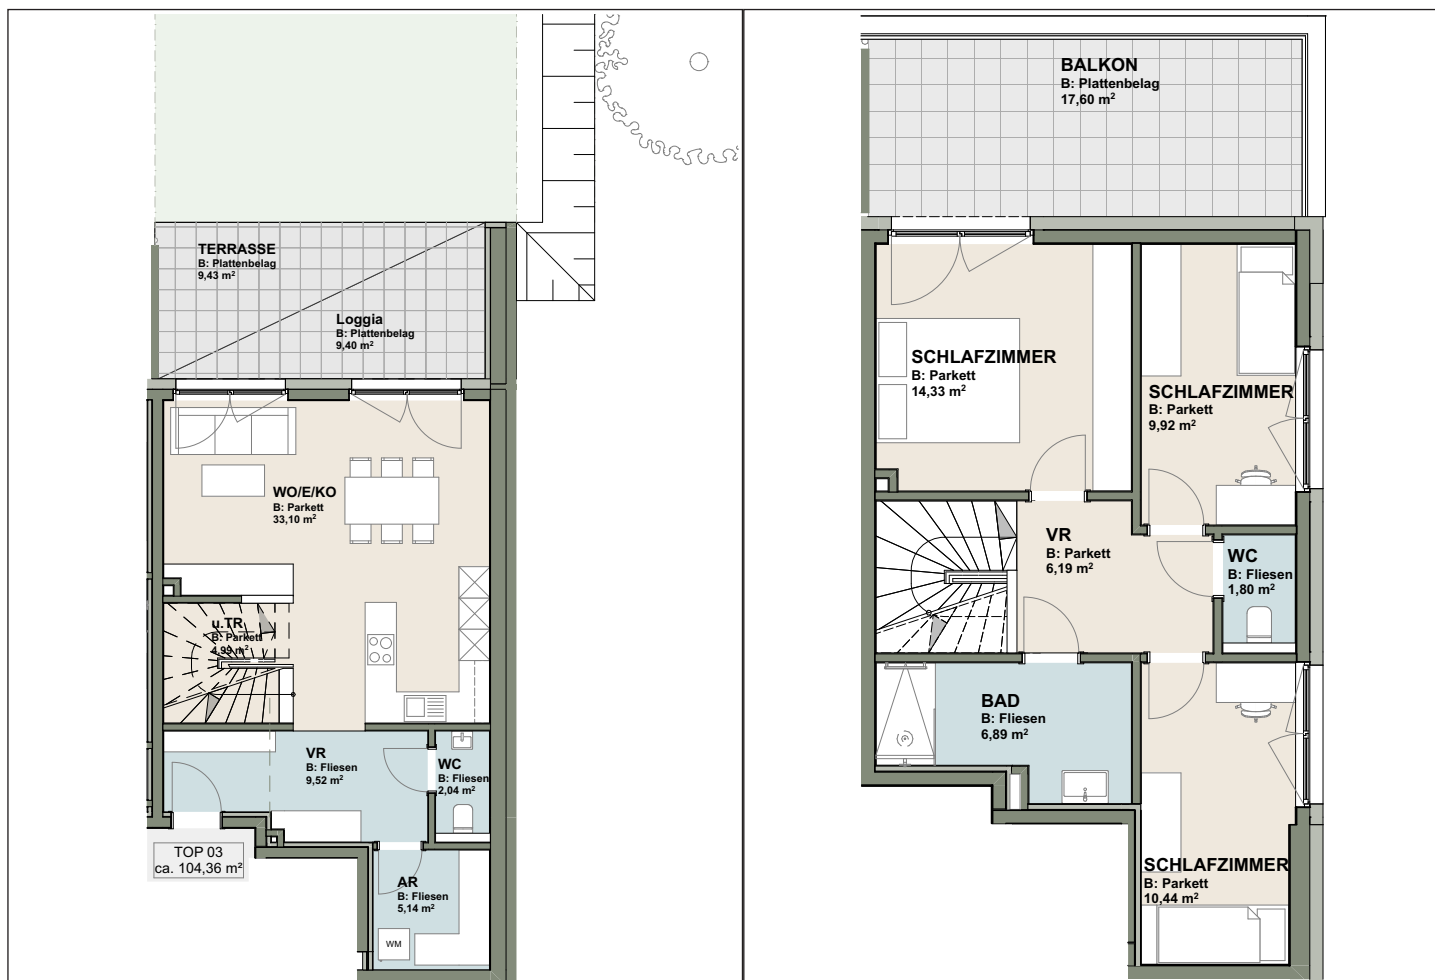 TERRASSE
B: Plattenbelag
9,43 m²
Loggia
B: Plattenbelag
9,40 m²
WO/E/KO
B: Parkett
33,10 m²
u.TR
B: Parkett
4,99 m²
VR
B: Fliesen
9,52 m²
WC
B: Fliesen
2,04 m²
TOP 03
ca. 104,36 m²
AR
B: Fliesen
5,14 m²
WM
BALKON
B: Plattenbelag
17,60 m²
SCHLAFZIMMER
B: Parkett
14,33 m²
SCHLAFZIMMER
B: Parkett
9,92 m²
VR
B: Parkett
6,19 m²
WC
B: Fliesen
1,80 m²
BAD
B: Fliesen
6,89 m²
SCHLAFZIMMER
B: Parkett
10,44 m²